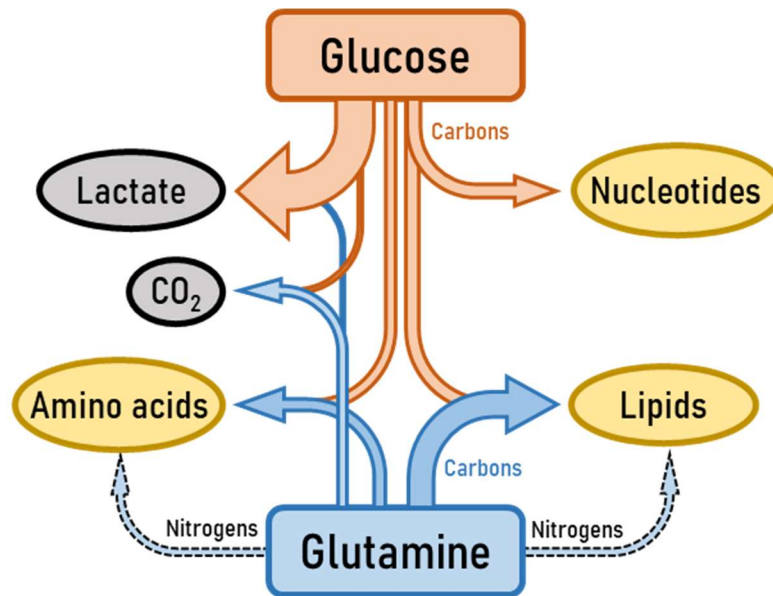 Glucose
Carbons
Lactate
Nucleotides
CO₂
Amino acids
Lipids
Carbons
Nitrogens
Nitrogens
Glutamine